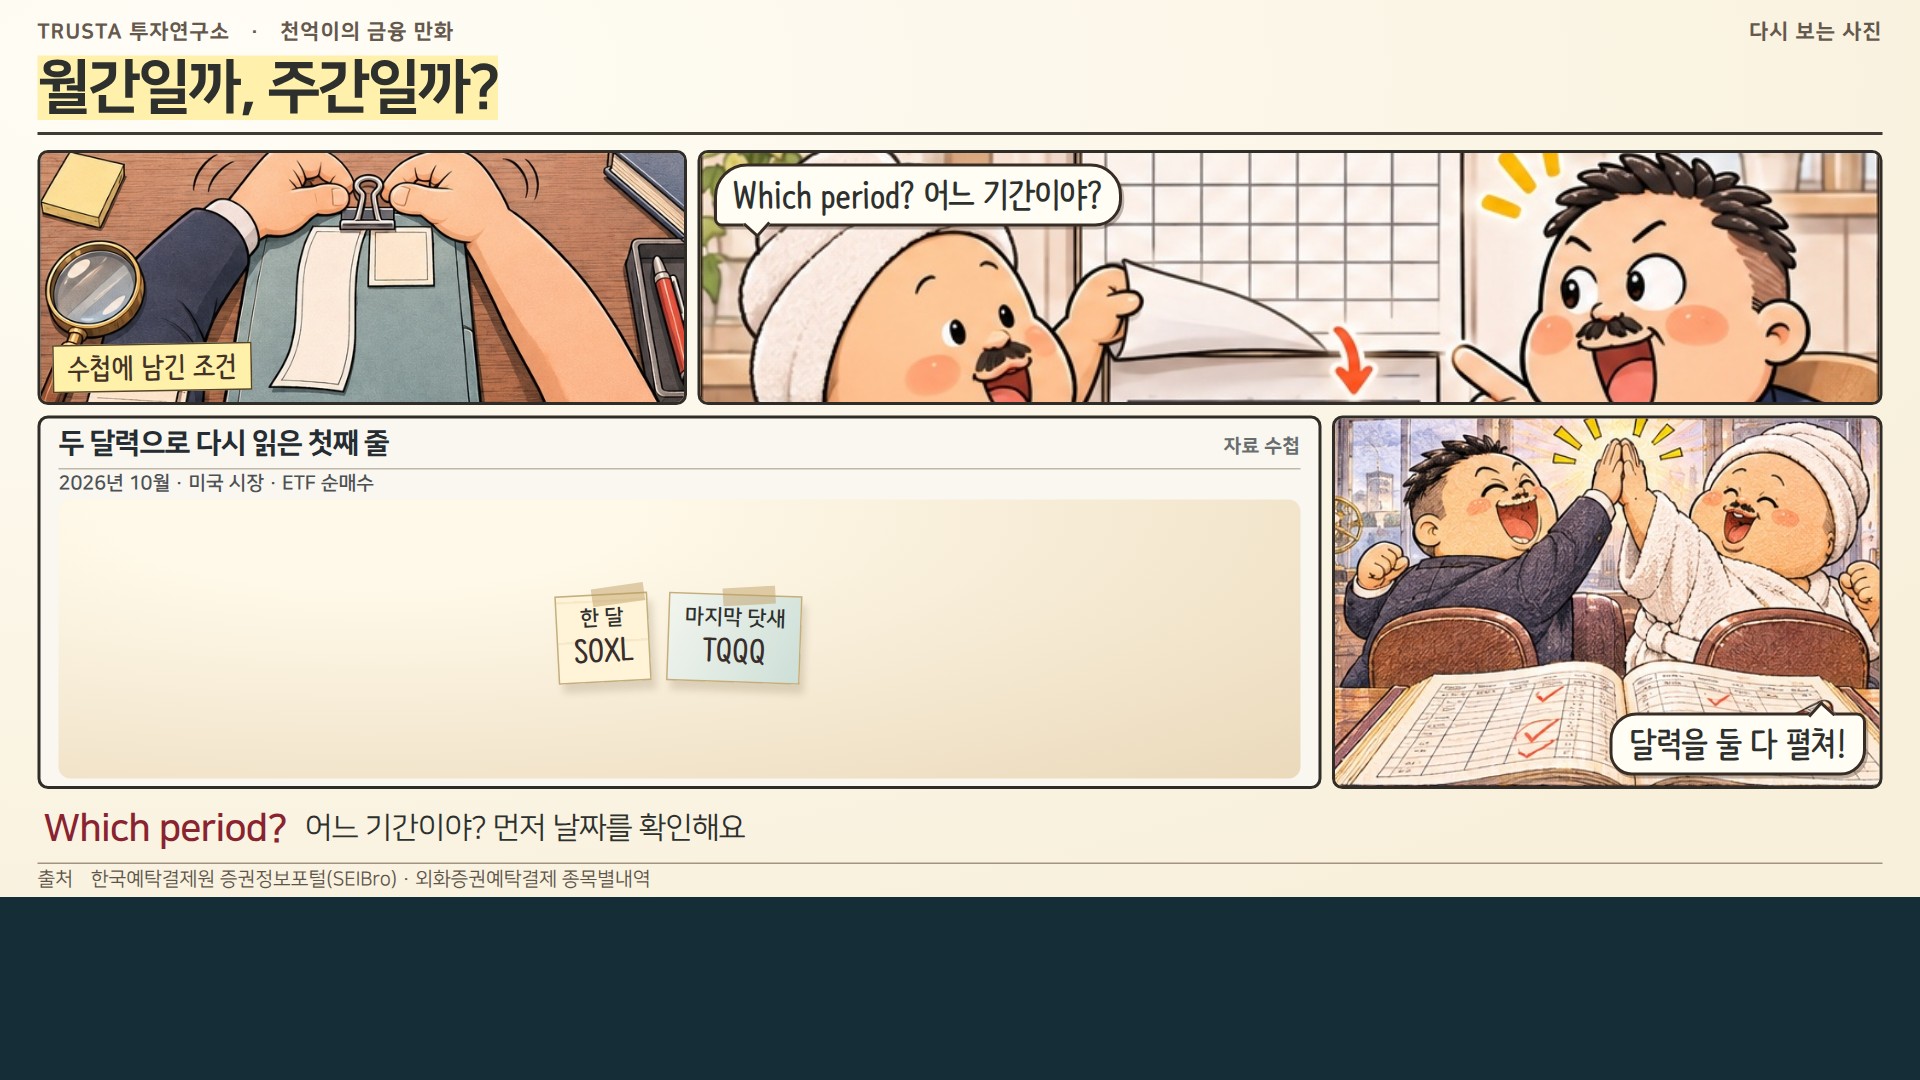 TRUSTA 투자연구소 · 천억이의 금융 만화
다시 보는 사진
월간일까, 주간일까?
수첩에 남긴 조건
Which period? 어느 기간이야?
두 달력으로 다시 읽은 첫째 줄
자료 수첩
2026년 10월 · 미국 시장 · ETF 순매수
한 달
SOXL
마지막 닷새
TQQQ
달력을 둘 다 펼쳐!
Which period? 어느 기간이야? 먼저 날짜를 확인해요
출처 한국예탁결제원 증권정보포털(SEIBro) · 외화증권예탁결제 종목별내역